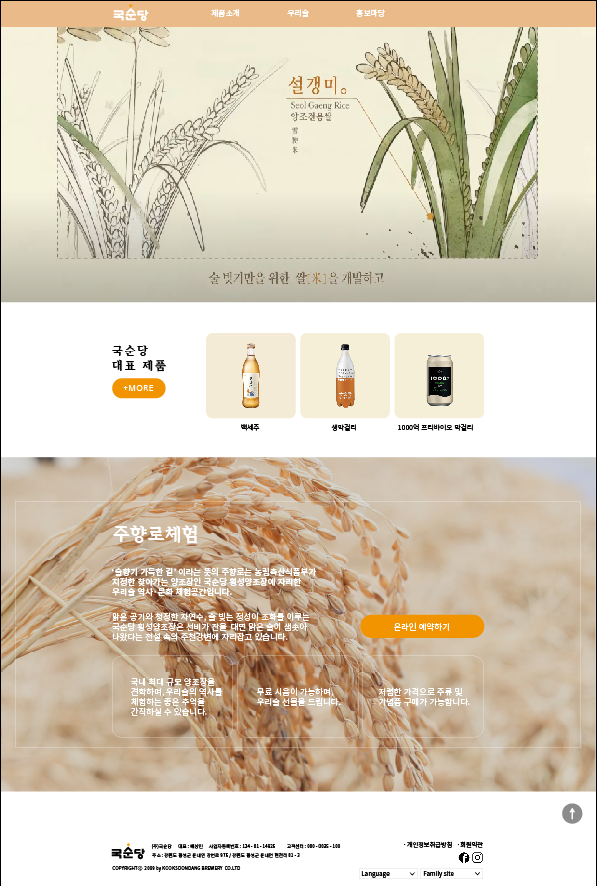 국순당 제품소개 우리술 홍보마당
설갱미。
Seol Gaeng Rice
양조전용쌀
雪
粳
米
술 빚기만을 위한 쌀[米]을 개발하고
국순당
대표 제품
+MORE
백세주 생막걸리 1000억 프리바이오 막걸리
주향로체험
'술향기 가득한 길' 이라는 뜻의 주향로는 농림축산식품부가
지정한 찾아가는 양조장인 국순당 횡성양조장에 자리한
우리술 역사·문화 체험공간입니다.
맑은 공기와 청정한 자연수, 술 빚는 정성이 조화를 이루는
국순당 횡성양조장은 선비가 잔을 대면 맑은 술이 샘솟아
나왔다는 전설 속의 주천강변에 자리잡고 있습니다.
온라인 예약하기
국내 최대 규모 양조장을
견학하며, 우리술의 역사를
체험하는 좋은 추억을
간직하실 수 있습니다.
무료 시음이 가능하며,
우리술 선물을 드립니다.
저렴한 가격으로 주류 및
기념품 구매가 가능합니다.
· 개인정보취급방침 · 회원약관
국순당
(주)국순당 대표 : 배상민 사업자등록번호 : 124 - 81 - 14625 고객센터 : 080 - 0035 - 100
주소 : 강원도 횡성군 둔내면 강변로 975 / 강원도 횡성군 둔내면 현천리 81 - 3
COPYRIGHTⓒ 2009 by KOOKSOONDANG BREWERY CO.LTD
Language Family site